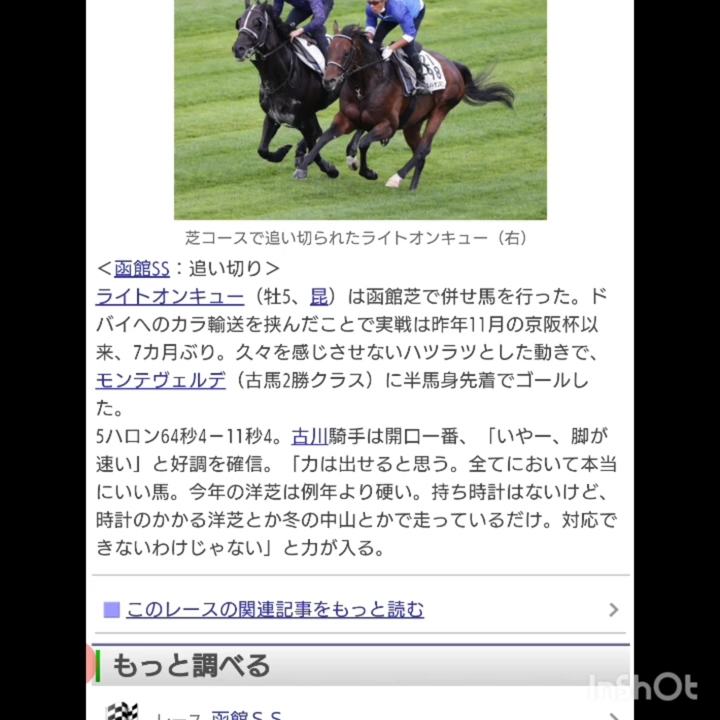 芝コースで追い切られたライトオンキュー（右）
＜函館SS：追い切り＞
ライトオンキュー（牡5、昆）は函館芝で併せ馬を行った。ド
バイへのカラ輸送を挟んだことで実戦は昨年11月の京阪杯以
来、7カ月ぶり。久々を感じさせないハツラツとした動きで、
モンテヴェルデ（古馬2勝クラス）に半馬身先着でゴールし
た。
5ハロン64秒4－11秒4。古川騎手は開口一番、「いやー、脚が
速い」と好調を確信。「力は出せると思う。全てにおいて本当
にいい馬。今年の洋芝は例年より硬い。持ち時計はないけど、
時計のかかる洋芝とか冬の中山とかで走っているだけ。対応で
きないわけじゃない」と力が入る。
このレースの関連記事をもっと読む
もっと調べる
レース 函館ＳＳ
InShOt